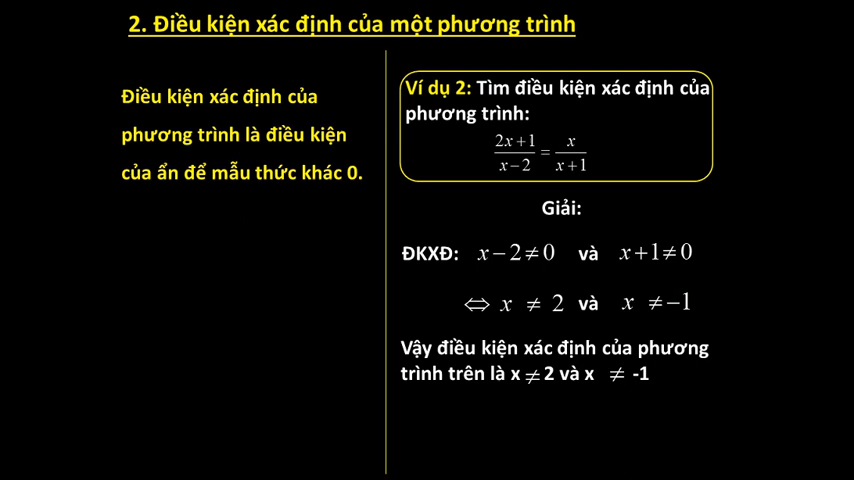 2. Điều kiện xác định của một phương trình
Điều kiện xác định của
phương trình là điều kiện
của ẩn để mẫu thức khác 0.
Ví dụ 2: Tìm điều kiện xác định của
phương trình:
(2x+1)/(x−2) = x/(x+1)
Giải:
ĐKXĐ: x−2≠0 và x+1≠0
⇔ x ≠ 2 và x ≠ −1
Vậy điều kiện xác định của phương
trình trên là x ≠ 2 và x ≠ -1